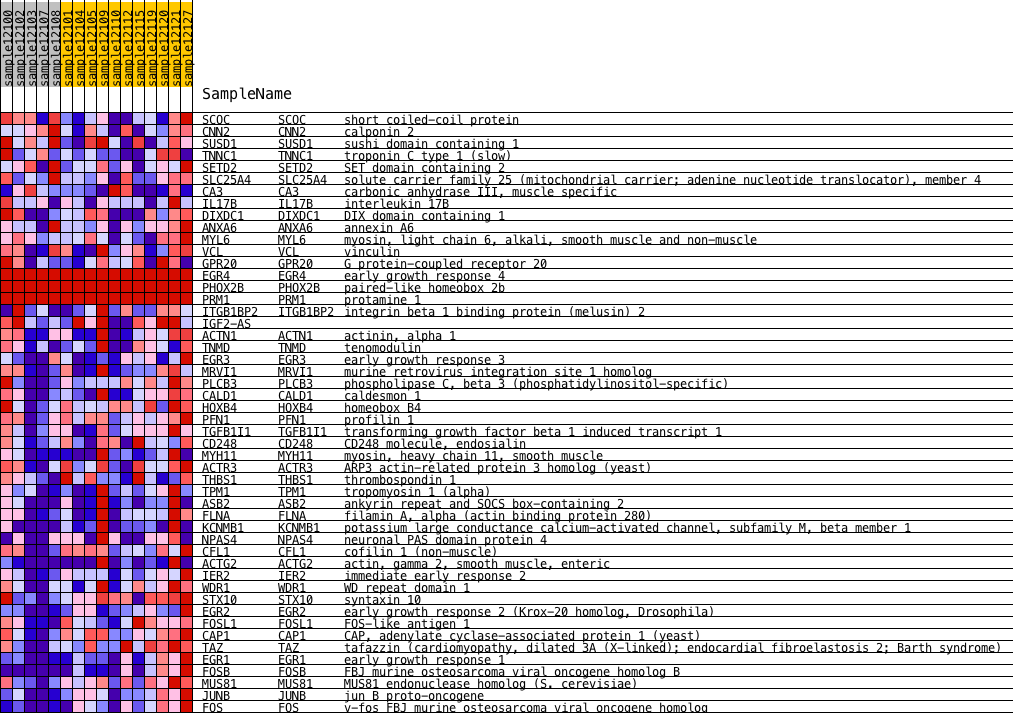 sample12100
sample12102
sample12103
sample12107
sample12108
sample12101
sample12104
sample12105
sample12109
sample12110
sample12112
sample12115
sample12119
sample12120
sample12121
sample12127
SampleName
SCOC SCOC short coiled-coil protein
CNN2 CNN2 calponin 2
SUSD1 SUSD1 sushi domain containing 1
TNNC1 TNNC1 troponin C type 1 (slow)
SETD2 SETD2 SET domain containing 2
SLC25A4 SLC25A4 solute carrier family 25 (mitochondrial carrier; adenine nucleotide translocator), member 4
CA3 CA3 carbonic anhydrase III, muscle specific
IL17B IL17B interleukin 17B
DIXDC1 DIXDC1 DIX domain containing 1
ANXA6 ANXA6 annexin A6
MYL6 MYL6 myosin, light chain 6, alkali, smooth muscle and non-muscle
VCL VCL vinculin
GPR20 GPR20 G protein-coupled receptor 20
EGR4 EGR4 early growth response 4
PHOX2B PHOX2B paired-like homeobox 2b
PRM1 PRM1 protamine 1
ITGB1BP2 ITGB1BP2 integrin beta 1 binding protein (melusin) 2
IGF2-AS
ACTN1 ACTN1 actinin, alpha 1
TNMD TNMD tenomodulin
EGR3 EGR3 early growth response 3
MRVI1 MRVI1 murine retrovirus integration site 1 homolog
PLCB3 PLCB3 phospholipase C, beta 3 (phosphatidylinositol-specific)
CALD1 CALD1 caldesmon 1
HOXB4 HOXB4 homeobox B4
PFN1 PFN1 profilin 1
TGFB1I1 TGFB1I1 transforming growth factor beta 1 induced transcript 1
CD248 CD248 CD248 molecule, endosialin
MYH11 MYH11 myosin, heavy chain 11, smooth muscle
ACTR3 ACTR3 ARP3 actin-related protein 3 homolog (yeast)
THBS1 THBS1 thrombospondin 1
TPM1 TPM1 tropomyosin 1 (alpha)
ASB2 ASB2 ankyrin repeat and SOCS box-containing 2
FLNA FLNA filamin A, alpha (actin binding protein 280)
KCNMB1 KCNMB1 potassium large conductance calcium-activated channel, subfamily M, beta member 1
NPAS4 NPAS4 neuronal PAS domain protein 4
CFL1 CFL1 cofilin 1 (non-muscle)
ACTG2 ACTG2 actin, gamma 2, smooth muscle, enteric
IER2 IER2 immediate early response 2
WDR1 WDR1 WD repeat domain 1
STX10 STX10 syntaxin 10
EGR2 EGR2 early growth response 2 (Krox-20 homolog, Drosophila)
FOSL1 FOSL1 FOS-like antigen 1
CAP1 CAP1 CAP, adenylate cyclase-associated protein 1 (yeast)
TAZ TAZ tafazzin (cardiomyopathy, dilated 3A (X-linked); endocardial fibroelastosis 2; Barth syndrome)
EGR1 EGR1 early growth response 1
FOSB FOSB FBJ murine osteosarcoma viral oncogene homolog B
MUS81 MUS81 MUS81 endonuclease homolog (S. cerevisiae)
JUNB JUNB jun B proto-oncogene
FOS FOS v-fos FBJ murine osteosarcoma viral oncogene homolog